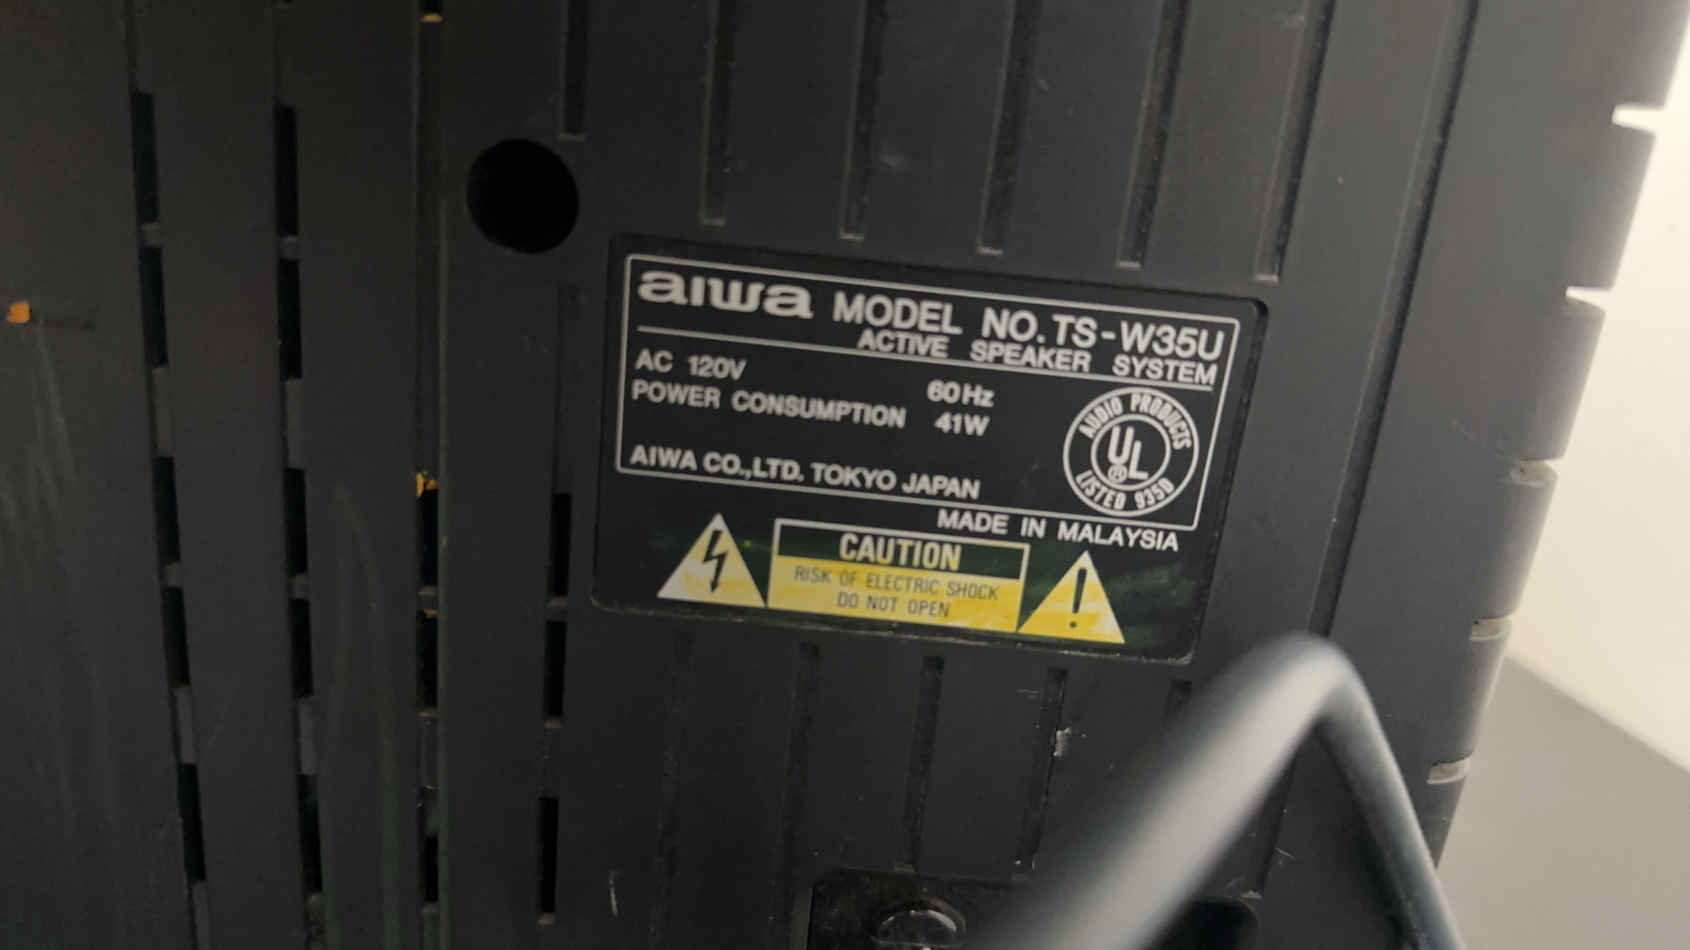 aiwa MODEL NO. TS-W35U
ACTIVE SPEAKER SYSTEM
AC 120V 60Hz
POWER CONSUMPTION 41W
AUDIO PRODUCTS
UL
®
LISTED 935D
AIWA CO.,LTD. TOKYO JAPAN
MADE IN MALAYSIA
CAUTION
RISK OF ELECTRIC SHOCK
DO NOT OPEN
!